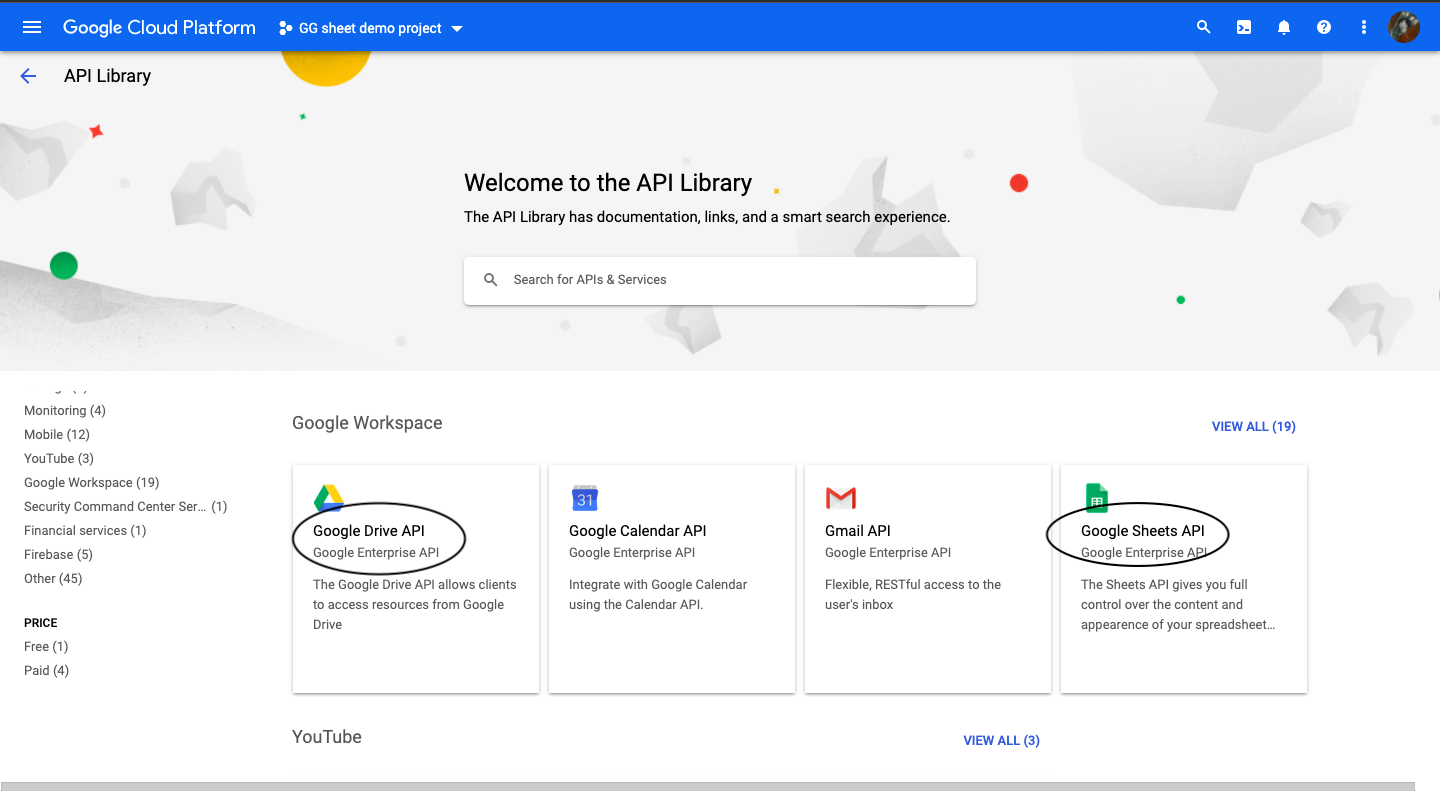 Google Cloud Platform
GG sheet demo project
API Library
Welcome to the API Library
The API Library has documentation, links, and a smart search experience.
Search for APIs & Services
Monitoring (4)
Mobile (12)
YouTube (3)
Google Workspace (19)
Security Command Center Ser... (1)
Financial services (1)
Firebase (5)
Other (45)
PRICE
Free (1)
Paid (4)
Google Workspace
VIEW ALL (19)
Google Drive API
Google Enterprise API
The Google Drive API allows clients
to access resources from Google
Drive
31
Google Calendar API
Google Enterprise API
Integrate with Google Calendar
using the Calendar API.
Gmail API
Google Enterprise API
Flexible, RESTful access to the
user's inbox
Google Sheets API
Google Enterprise API
The Sheets API gives you full
control over the content and
appearence of your spreadsheet...
YouTube
VIEW ALL (3)